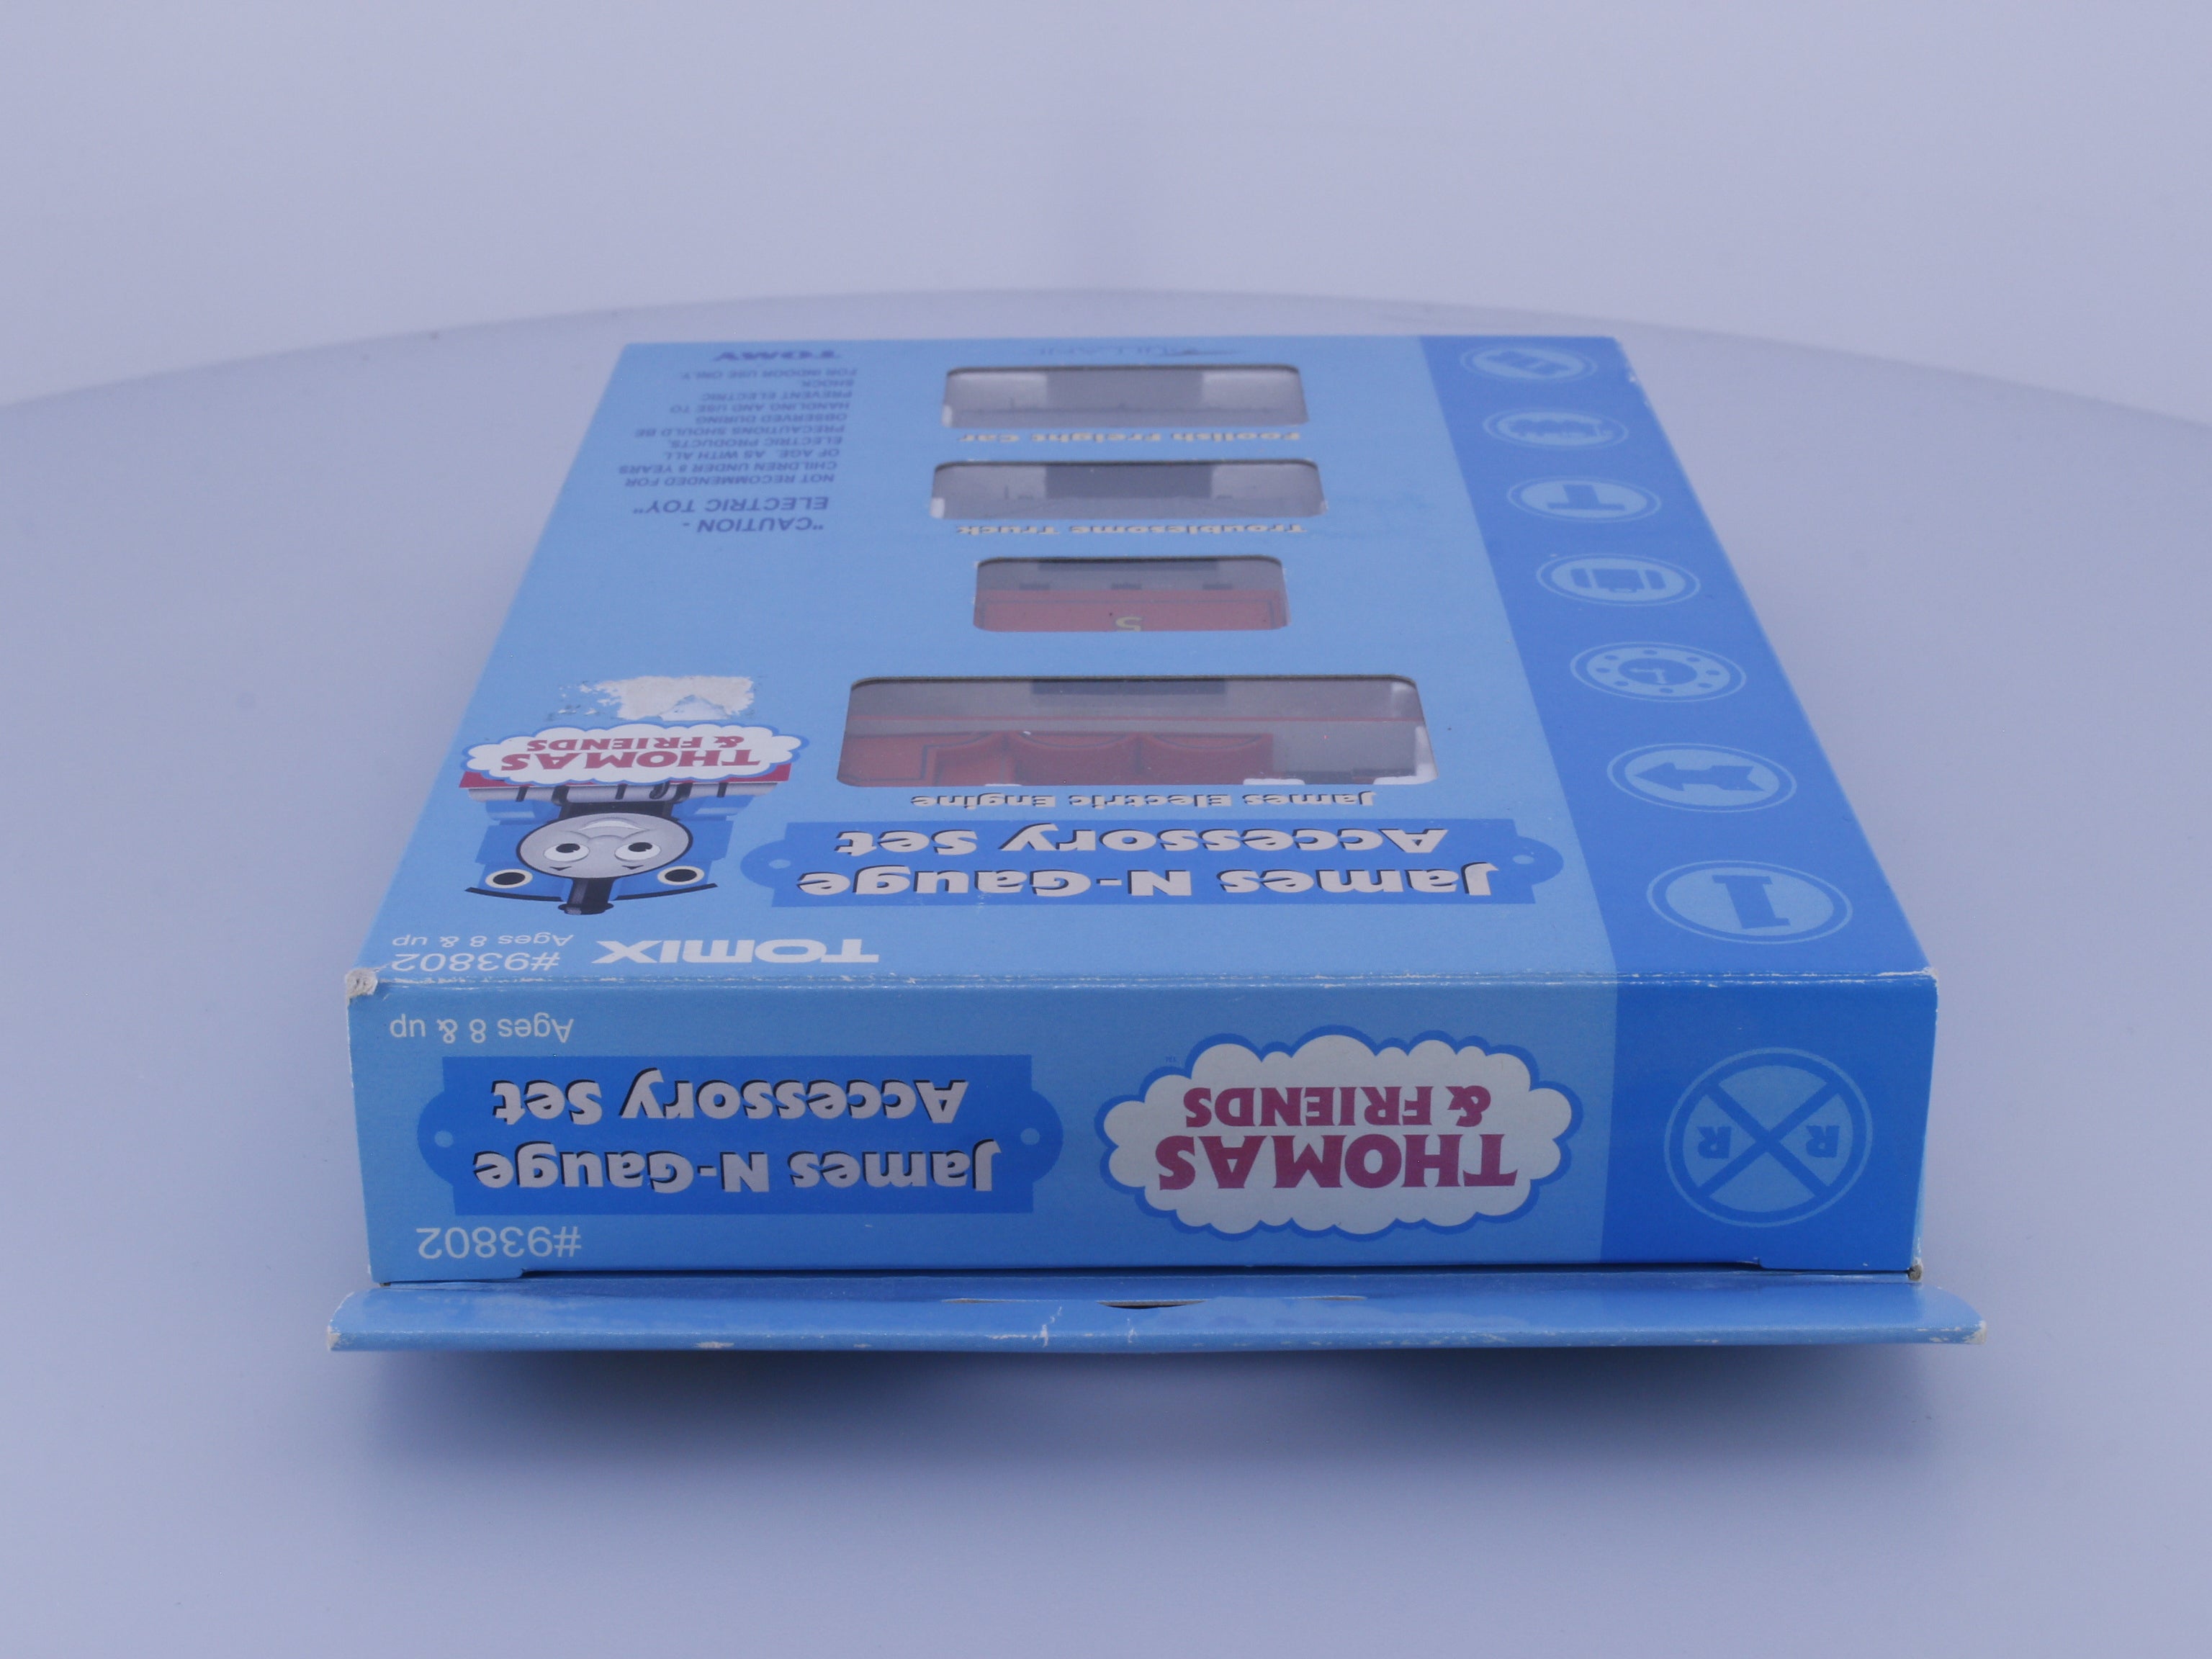 #93802
James N-Gauge
Accessory Set
Ages 8 & up
THOMAS
& FRIENDS
R R
TOMIX
#93802
Ages 8 & up
James N-Gauge
Accessory Set
James Electric Engine
THOMAS
& FRIENDS
1
5
Troublesome Truck
Foolish Freight Car
"CAUTION -
ELECTRIC TOY"
NOT RECOMMENDED FOR
CHILDREN UNDER 8 YEARS
OF AGE. AS WITH ALL
ELECTRIC PRODUCTS,
PRECAUTIONS SHOULD BE
OBSERVED DURING
HANDLING AND USE TO
PREVENT ELECTRIC
SHOCK.
FOR INDOOR USE ONLY.
TOMY
T